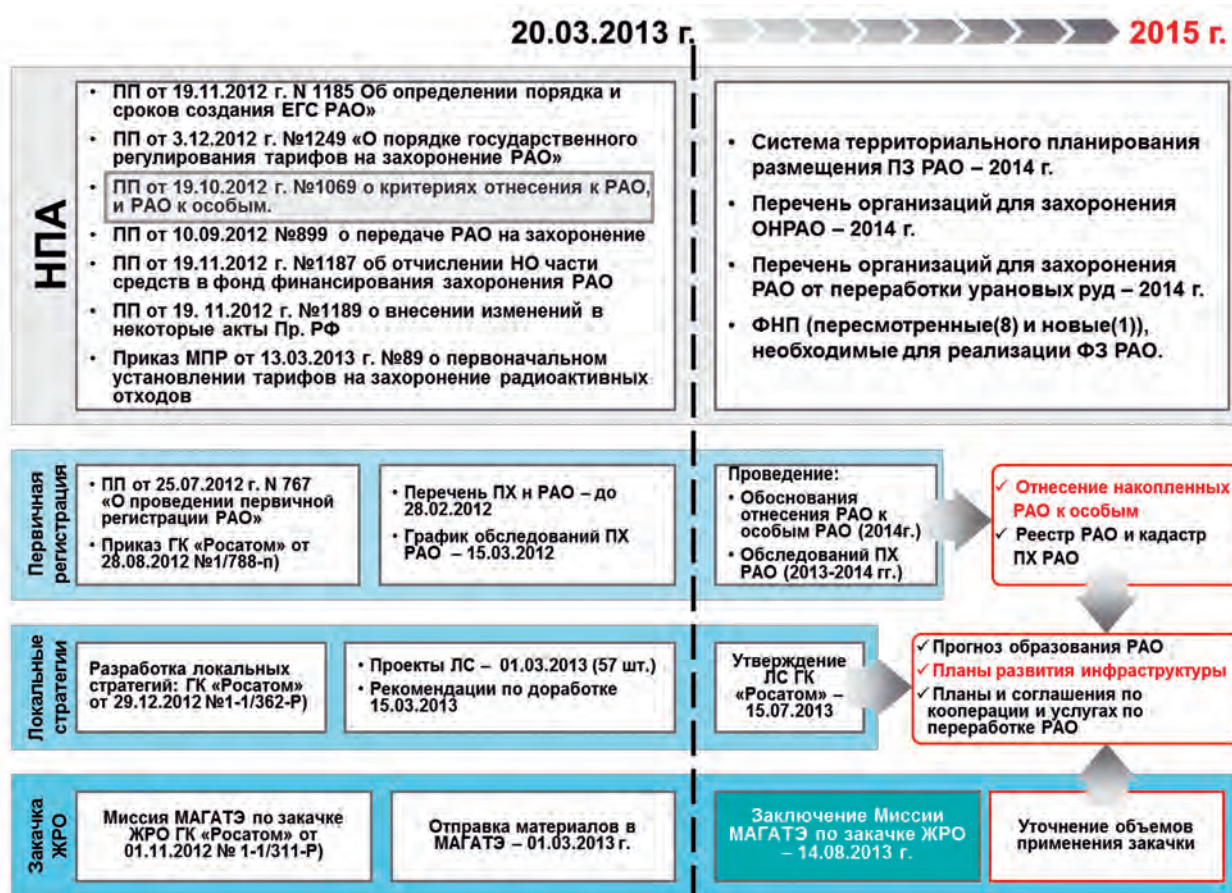 20.03.2013 г.
2015 г.
НПА
• ПП от 19.11.2012 г. N 1185 Об определении порядка и
сроков создания ЕГС РАО»
• ПП от 3.12.2012 г. №1249 «О порядке государственного
регулирования тарифов на захоронение РАО»
• ПП от 19.10.2012 г. №1069 о критериях отнесения к РАО,
и РАО к особым.
• ПП от 10.09.2012 №899 о передаче РАО на захоронение
• ПП от 19.11.2012 г. №1187 об отчислении НО части
средств в фонд финансирования захоронения РАО
• ПП от 19. 11.2012 г. №1189 о внесении изменений в
некоторые акты Пр. РФ
• Приказ МПР от 13.03.2013 г. №89 о первоначальном
установлении тарифов на захоронение радиоактивных
отходов
• Система территориального планирования
размещения ПЗ РАО – 2014 г.
• Перечень организаций для захоронения
ОНРАО – 2014 г.
• Перечень организаций для захоронения
РАО от переработки урановых руд – 2014 г.
• ФНП (пересмотренные(8) и новые(1)),
необходимые для реализации ФЗ РАО.
Первичная
регистрация
• ПП от 25.07.2012 г. N 767
«О проведении первичной
регистрации РАО»
• Приказ ГК «Росатом» от
28.08.2012 №1/788-п)
• Перечень ПХ н РАО – до
28.02.2012
• График обследований ПХ
РАО – 15.03.2012
Проведение:
• Обоснования
отнесения РАО к
особым РАО (2014г.)
• Обследований ПХ
РАО (2013-2014 гг.)
✓ Отнесение накопленных
РАО к особым
✓ Реестр РАО и кадастр
ПХ РАО
Локальные
стратегии
Разработка локальных
стратегий: ГК «Росатом»
от 29.12.2012 №1-1/362-Р)
• Проекты ЛС – 01.03.2013 (57 шт.)
• Рекомендации по доработке
15.03.2013
Утверждение
ЛС ГК
«Росатом» –
15.07.2013
✓ Прогноз образования РАО
✓ Планы развития инфраструктуры
✓ Планы и соглашения по
кооперации и услугах по
переработке РАО
Закачка
ЖРО
Миссия МАГАТЭ по закачке
ЖРО ГК «Росатом» от
01.11.2012 № 1-1/311-Р)
Отправка материалов в
МАГАТЭ – 01.03.2013 г.
Заключение Миссии
МАГАТЭ по закачке ЖРО
– 14.08.2013 г.
Уточнение объемов
применения закачки